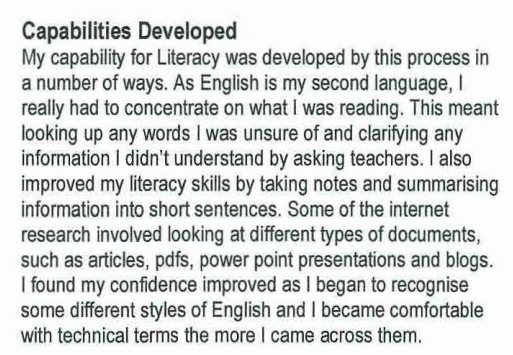 Capabilities Developed
My capability for Literacy was developed by this process in
a number of ways. As English is my second language, I
really had to concentrate on what I was reading. This meant
looking up any words I was unsure of and clarifying any
information I didn't understand by asking teachers. I also
improved my literacy skills by taking notes and summarising
information into short sentences. Some of the internet
research involved looking at different types of documents,
such as articles, pdfs, power point presentations and blogs.
I found my confidence improved as I began to recognise
some different styles of English and I became comfortable
with technical terms the more I came across them.